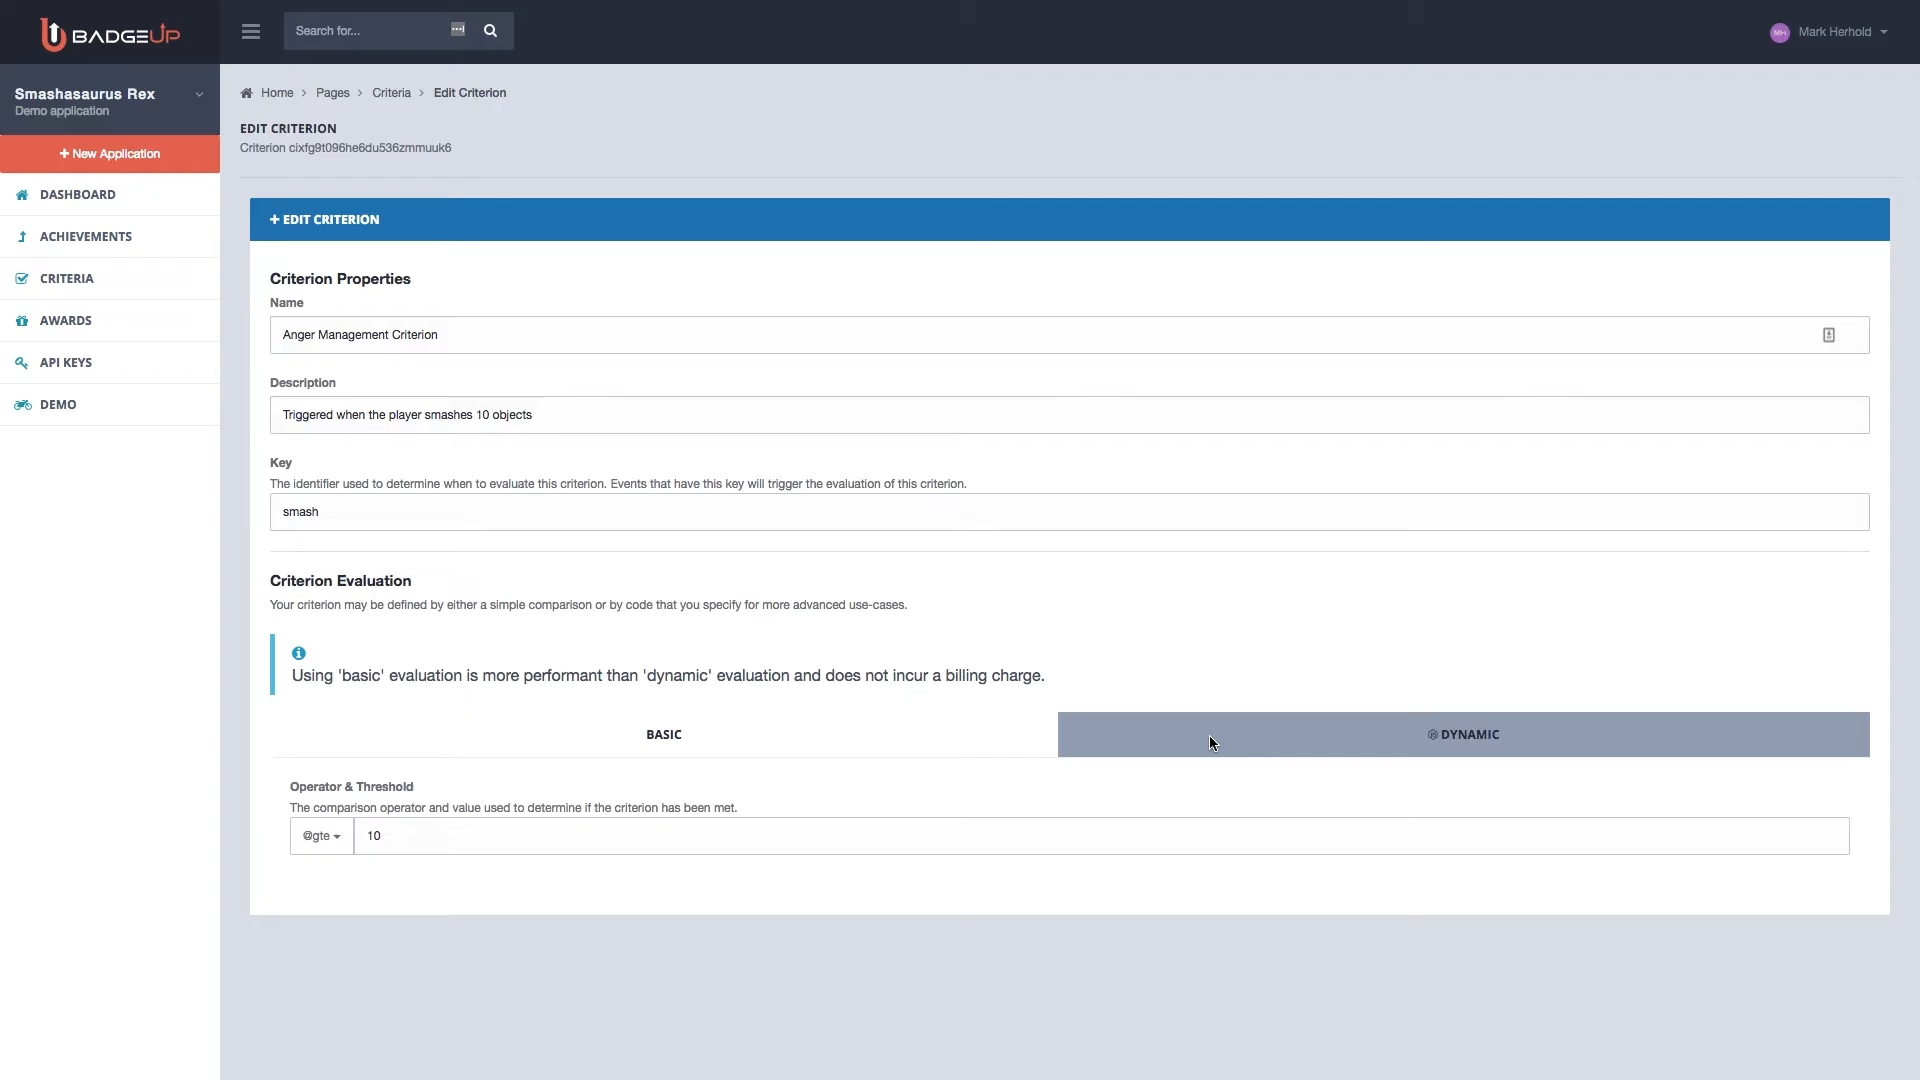 BADGEUP
Search for...
MH
Mark Herhold
Smashasaurus Rex
Demo application
+ New Application
DASHBOARD
ACHIEVEMENTS
CRITERIA
AWARDS
API KEYS
DEMO
Home > Pages > Criteria > Edit Criterion
EDIT CRITERION
Criterion cixfg9t096he6du536zmmuuk6
+ EDIT CRITERION
Criterion Properties
Name
Anger Management Criterion
Description
Triggered when the player smashes 10 objects
Key
The identifier used to determine when to evaluate this criterion. Events that have this key will trigger the evaluation of this criterion.
smash
Criterion Evaluation
Your criterion may be defined by either a simple comparison or by code that you specify for more advanced use-cases.
Using 'basic' evaluation is more performant than 'dynamic' evaluation and does not incur a billing charge.
BASIC
DYNAMIC
Operator & Threshold
The comparison operator and value used to determine if the criterion has been met.
@gte
10